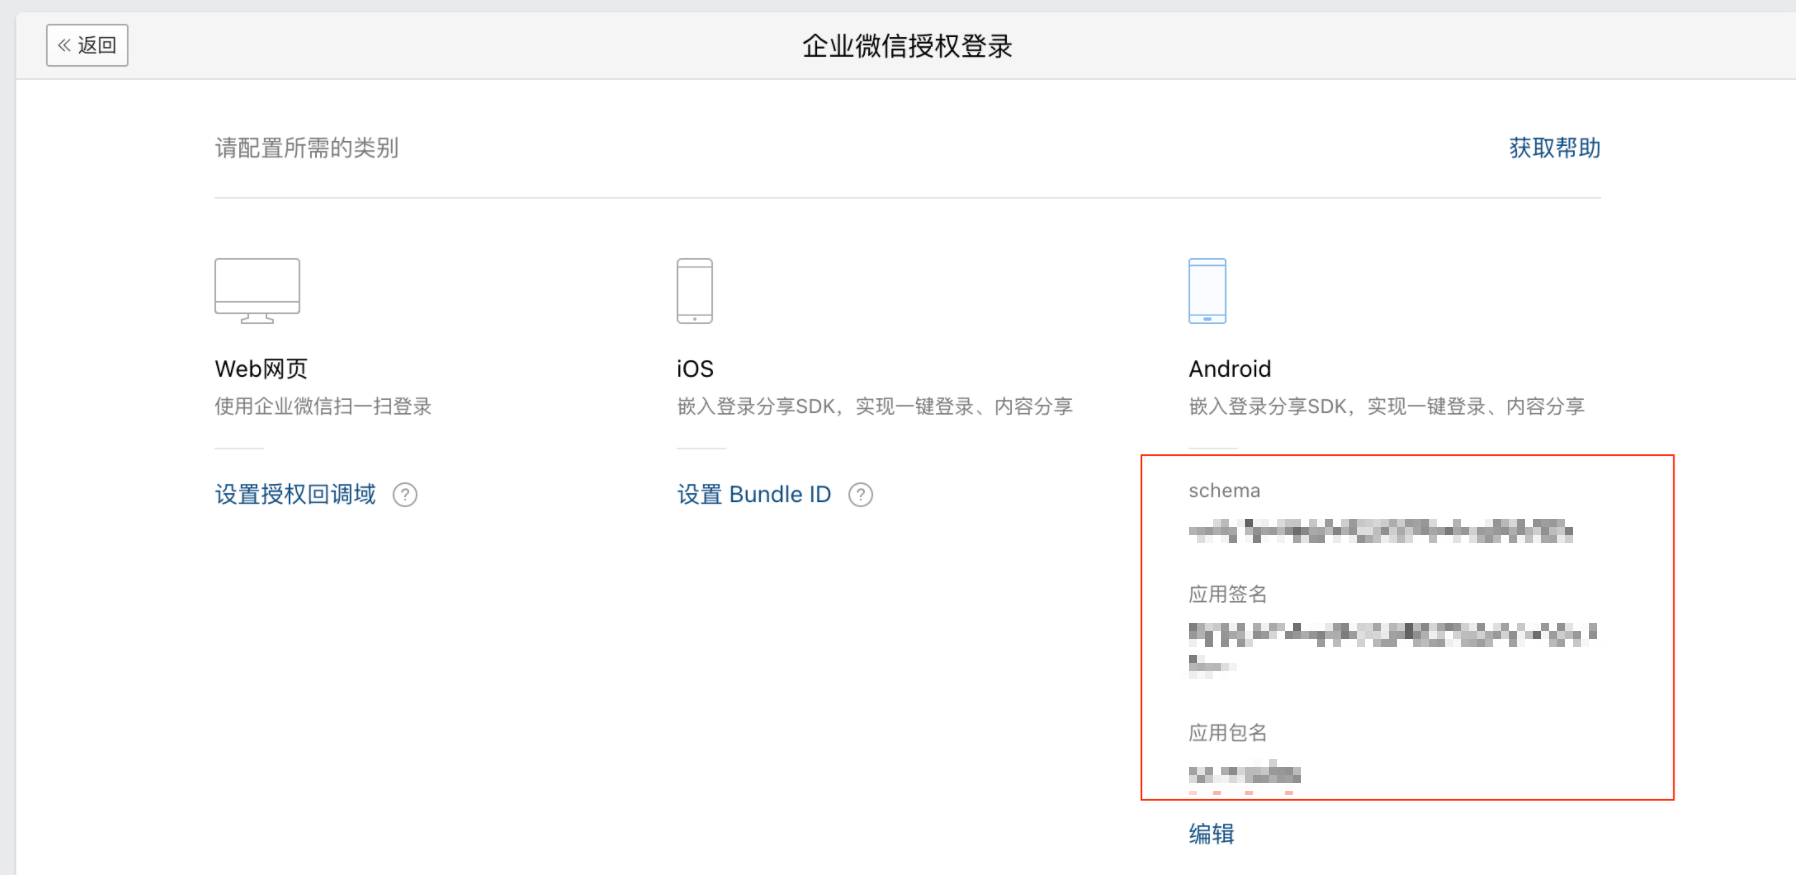 « 返回
企业微信授权登录
请配置所需的类别
获取帮助
Web网页
使用企业微信扫一扫登录
设置授权回调域 ?
iOS
嵌入登录分享SDK，实现一键登录、内容分享
设置 Bundle ID ?
Android
嵌入登录分享SDK，实现一键登录、内容分享
schema
应用签名
应用包名
编辑